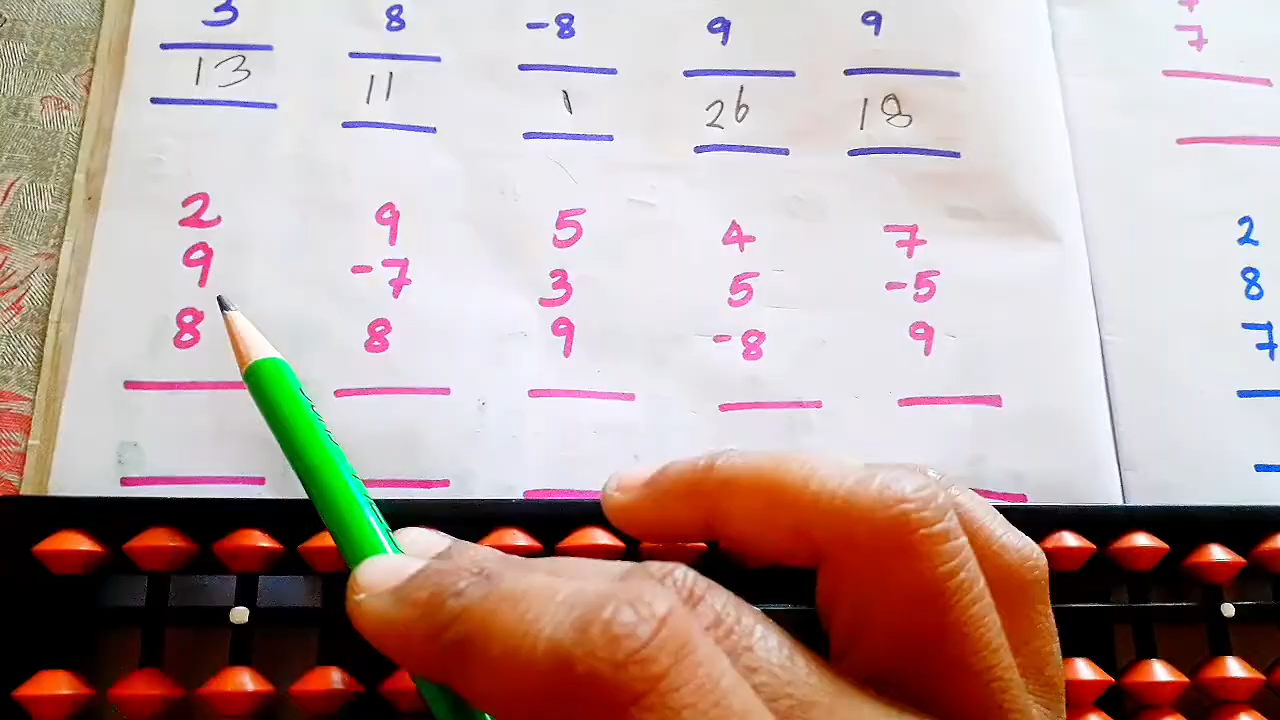 3 8 -8 9 9
13 11 1 26 18
2 9 5 4 7
9 -7 3 5 -5
8 8 9 -8 9
7
2
8
7